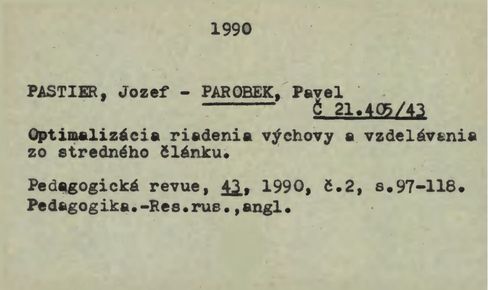 1990
PASTIER, Jozef - PAROBEK, Pavel
Č 21.405/43
Optimalizácia riadenia výchovy a vzdelávania
zo stredného článku.
Pedagogická revue, 43, 1990, č.2, s.97-118.
Pedagogika.-Res.rus.,angl.